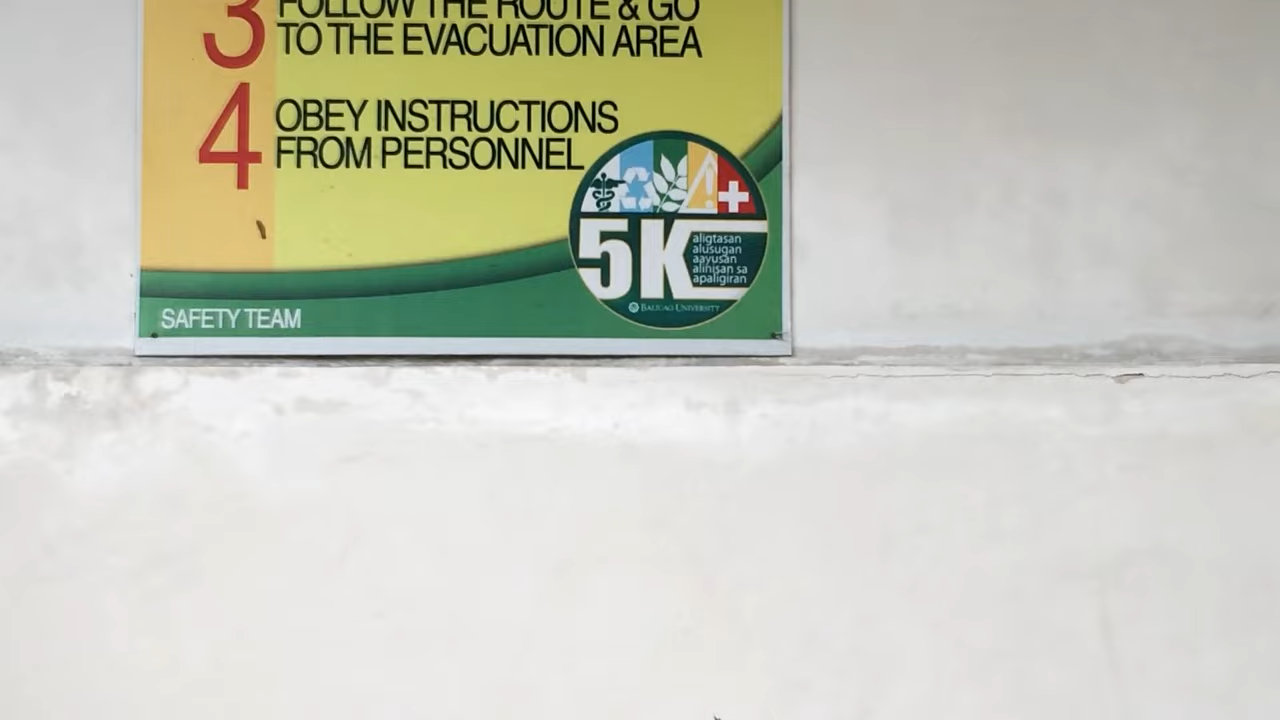 3 FOLLOW THE ROUTE & GO
TO THE EVACUATION AREA
4 OBEY INSTRUCTIONS
FROM PERSONNEL
5K
aligtasan
alusugan
aayusan
alinisan sa
apaligiran
BALIUAG UNIVERSITY
SAFETY TEAM